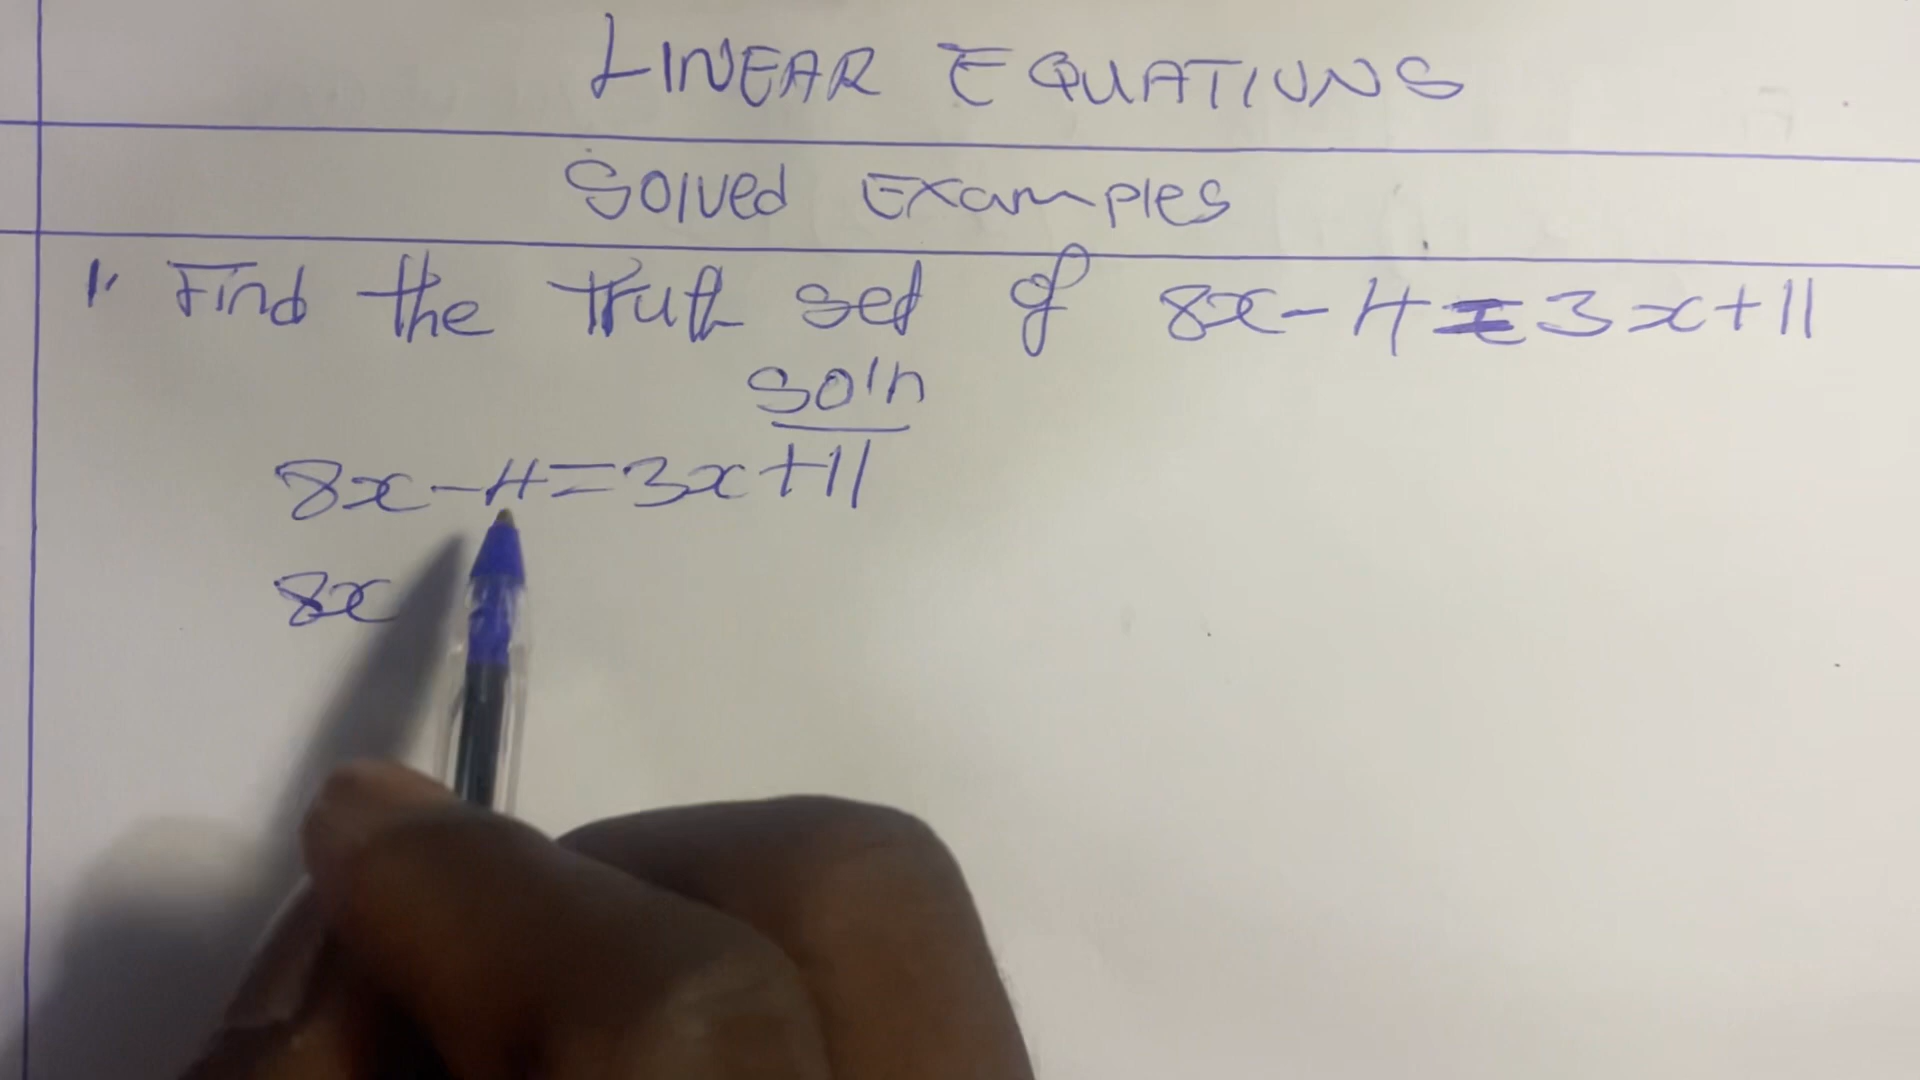 LINEAR EQUATIONS
Solved Examples
1. Find the truth set of 8x - 4 = 3x + 11
soln
8x - 4 = 3x + 11
8x